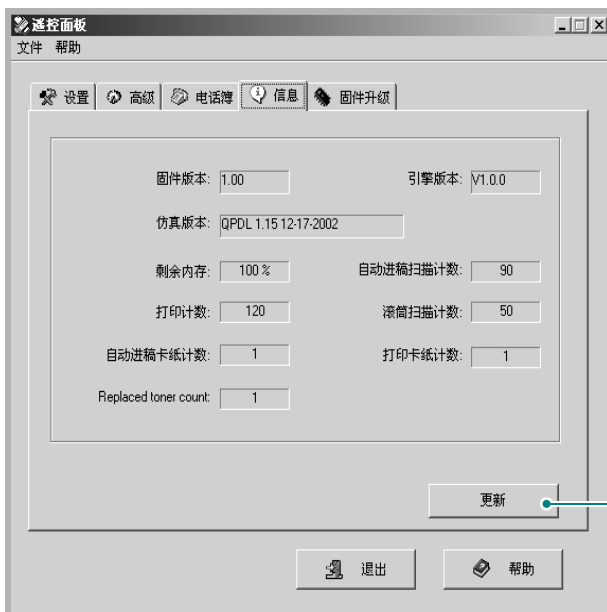 遥控面板
文件 帮助
设置 高级 电话簿 信息 固件升级
固件版本: 1.00 引擎版本: V1.0.0
仿真版本: QPDL 1.15 12-17-2002
剩余内存: 100 % 自动进稿扫描计数: 90
打印计数: 120 滚筒扫描计数: 50
自动进稿卡纸计数: 1 打印卡纸计数: 1
Replaced toner count: 1
更新
退出 帮助